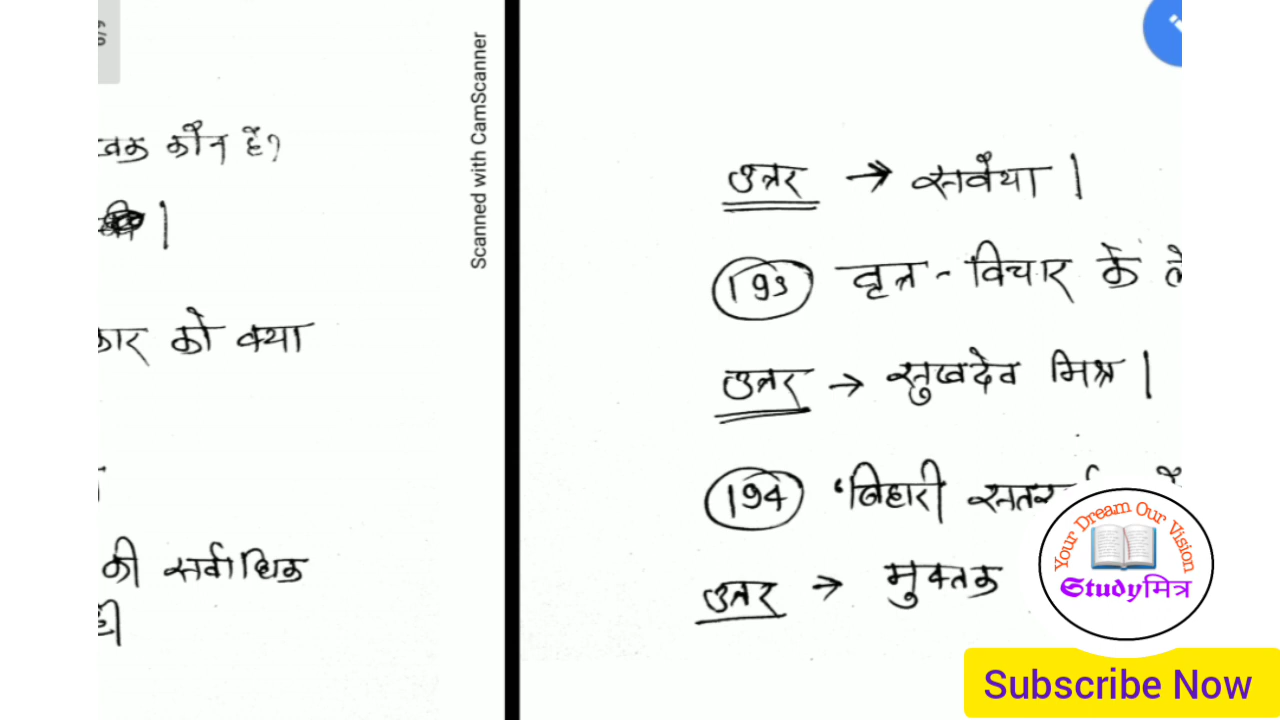 कौन है?
कार को क्या
की सर्वाधिक
Scanned with CamScanner
उत्तर → सवैया।
193 वृत्त - विचार के
उत्तर → सुखदेव मिश्र।
194 'बिहारी
उत्तर → मुक्तक
Your Dream Our Vision
Studyमित्र
Subscribe Now